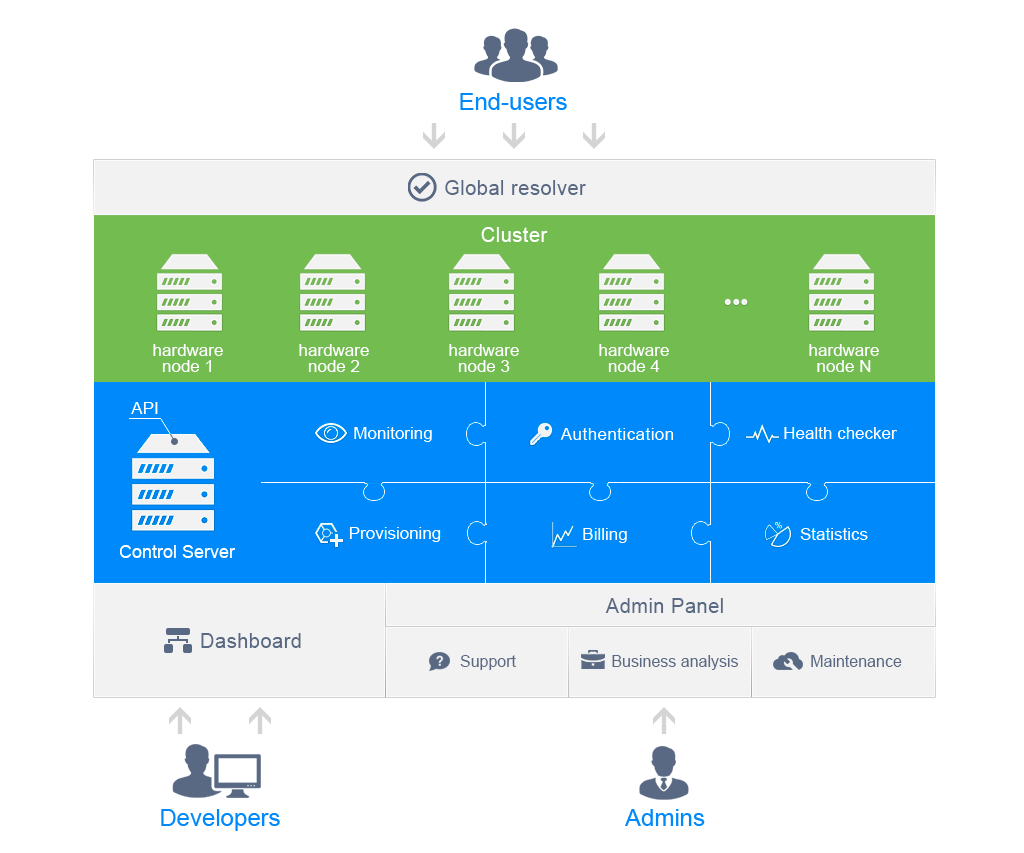 End-users
Global resolver
Cluster
hardware
node 1
hardware
node 2
hardware
node 3
hardware
node 4
...
hardware
node N
API
Control Server
Monitoring
Authentication
Health checker
Provisioning
Billing
%
Statistics
Dashboard
Admin Panel
?
Support
Business analysis
Maintenance
Developers
Admins